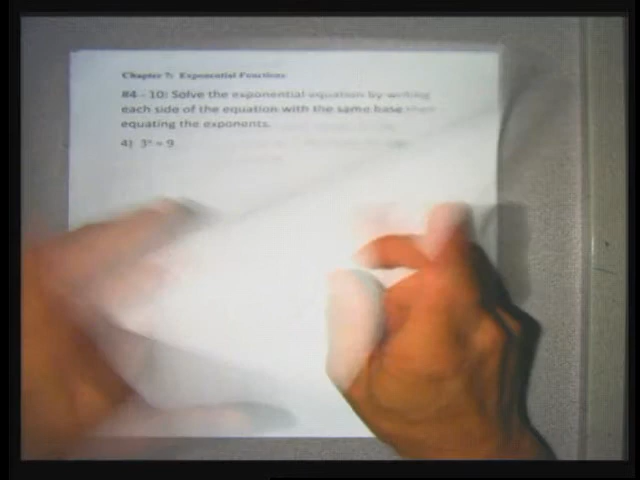 Chapter 7: Exponential Functions
#4 - 10: Solve the exponential equation by writing
each side of the equation with the same base then
equating the exponents.
4) 3ˣ = 9